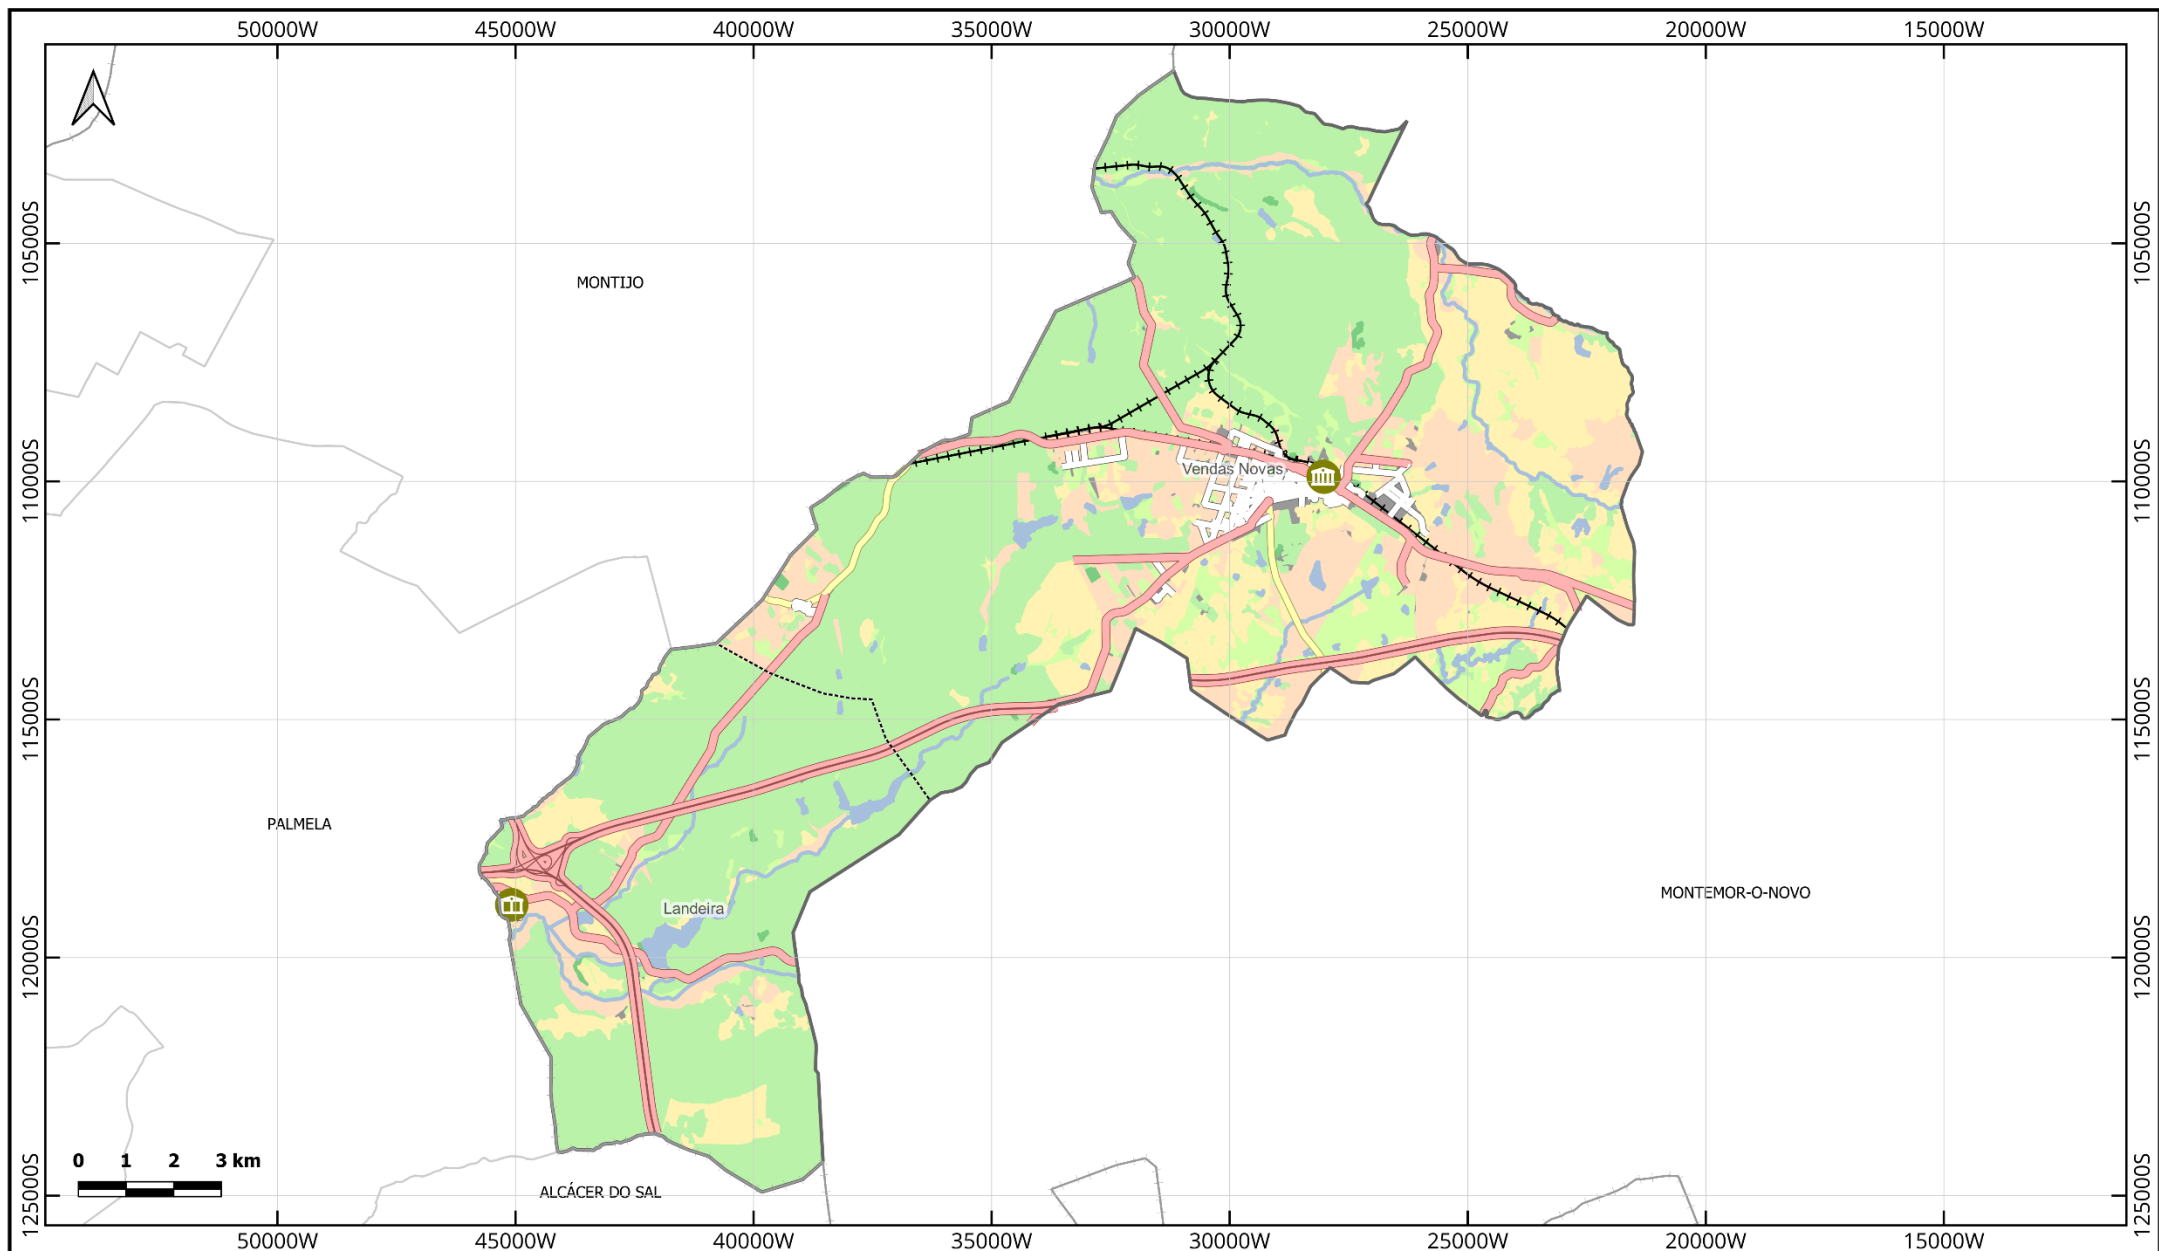 50000W 45000W 40000W 35000W 30000W 25000W 20000W 15000W
105000S 105000S
MONTIJO
Vendas Novas
110000S 110000S
115000S 115000S
PALMELA
MONTEMOR-O-NOVO
Landeira
120000S 120000S
0 1 2 3 km
ALCÁCER DO SAL
125000S 125000S
50000W 45000W 40000W 35000W 30000W 25000W 20000W 15000W